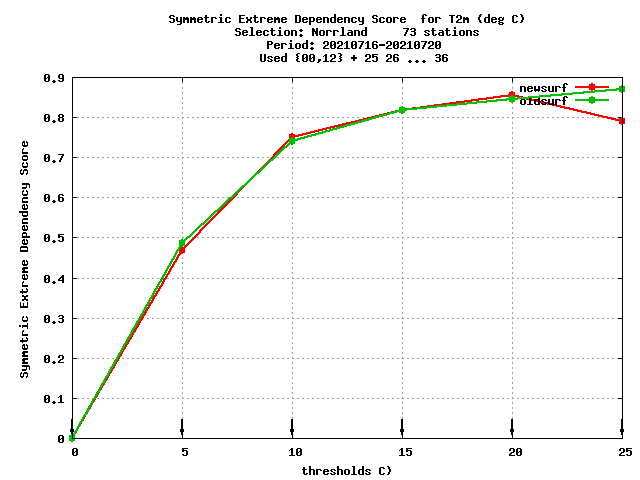 Symmetric Extreme Dependency Score  for T2m (deg C)
Selection: Norrland     73 stations
Period: 20210716-20210720
Used {00,12} + 25 26 ... 36
newsurf
oldsurf
0.9
0.8
0.7
0.6
0.5
0.4
0.3
0.2
0.1
0
Symmetric Extreme Dependency Score
0 5 10 15 20 25
thresholds C)